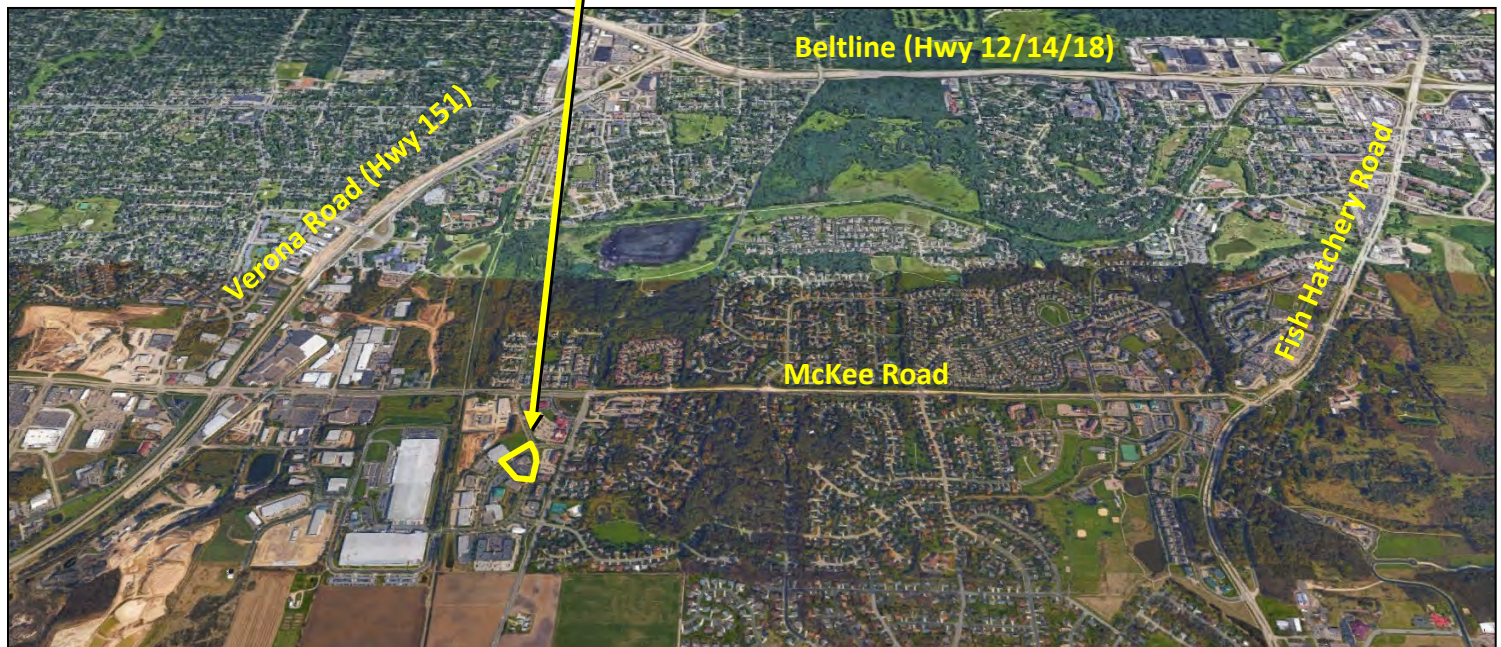 Beltline (Hwy 12/14/18)
Verona Road (Hwy 151)
Fish Hatchery Road
McKee Road